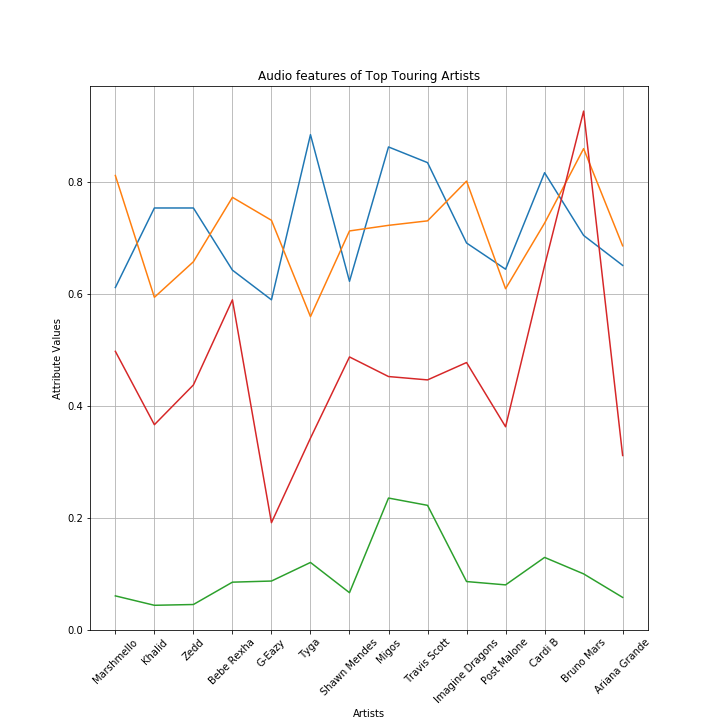 Audio features of Top Touring Artists
Attribute Values
0.8
0.6
0.4
0.2
0.0
Marshmello
Khalid
Zedd
Bebe Rexha
G-Eazy
Tyga
Shawn Mendes
Migos
Travis Scott
Imagine Dragons
Post Malone
Cardi B
Bruno Mars
Ariana Grande
Artists